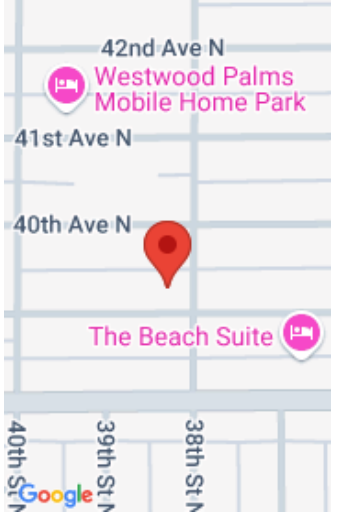 42nd Ave N
Westwood Palms
Mobile Home Park
41st Ave N
40th Ave N
The Beach Suite
40th St N
39th St N
38th St N
Google